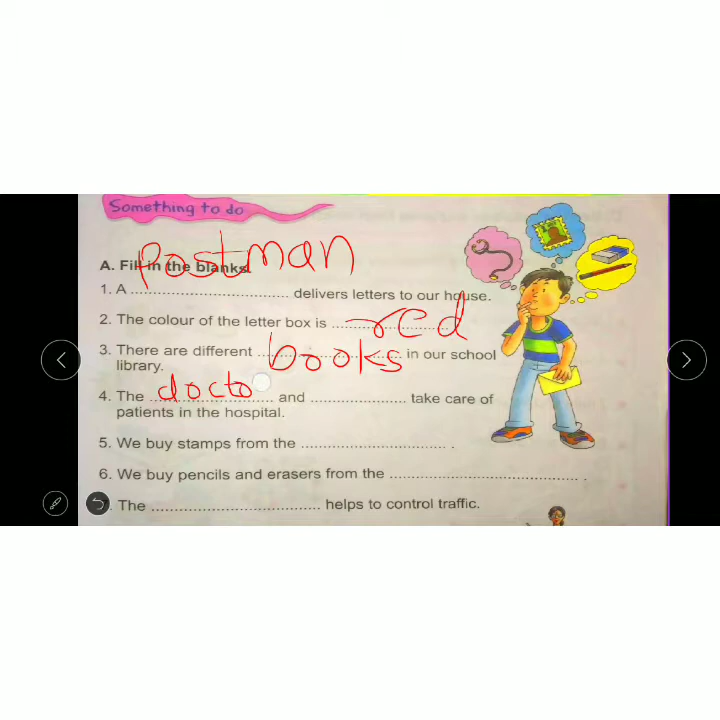 Something to do
postman
A. Fill in the blanks
1. A .............................. delivers letters to our house.
2. The colour of the letter box is ........ red
3. There are different ........ books ........ in our school
library.
4. The docto ........ and ........................ take care of
patients in the hospital.
5. We buy stamps from the .................................... .
6. We buy pencils and erasers from the ............................................... .
The .......................................... helps to control traffic.